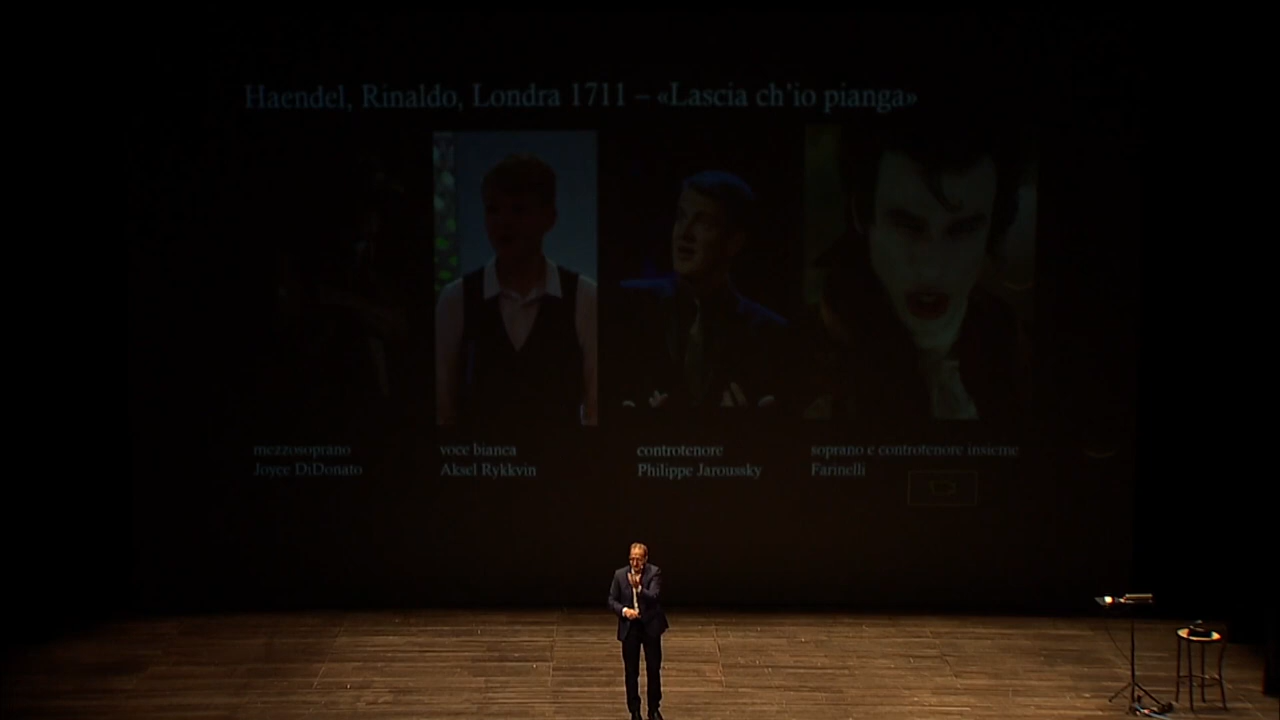 Haendel, Rinaldo, Londra 1711 – «Lascia ch'io pianga»
mezzosoprano
Joyce DiDonato
voce bianca
Aksel Rykkvin
controtenore
Philippe Jaroussky
soprano e controtenore insieme
Farinelli